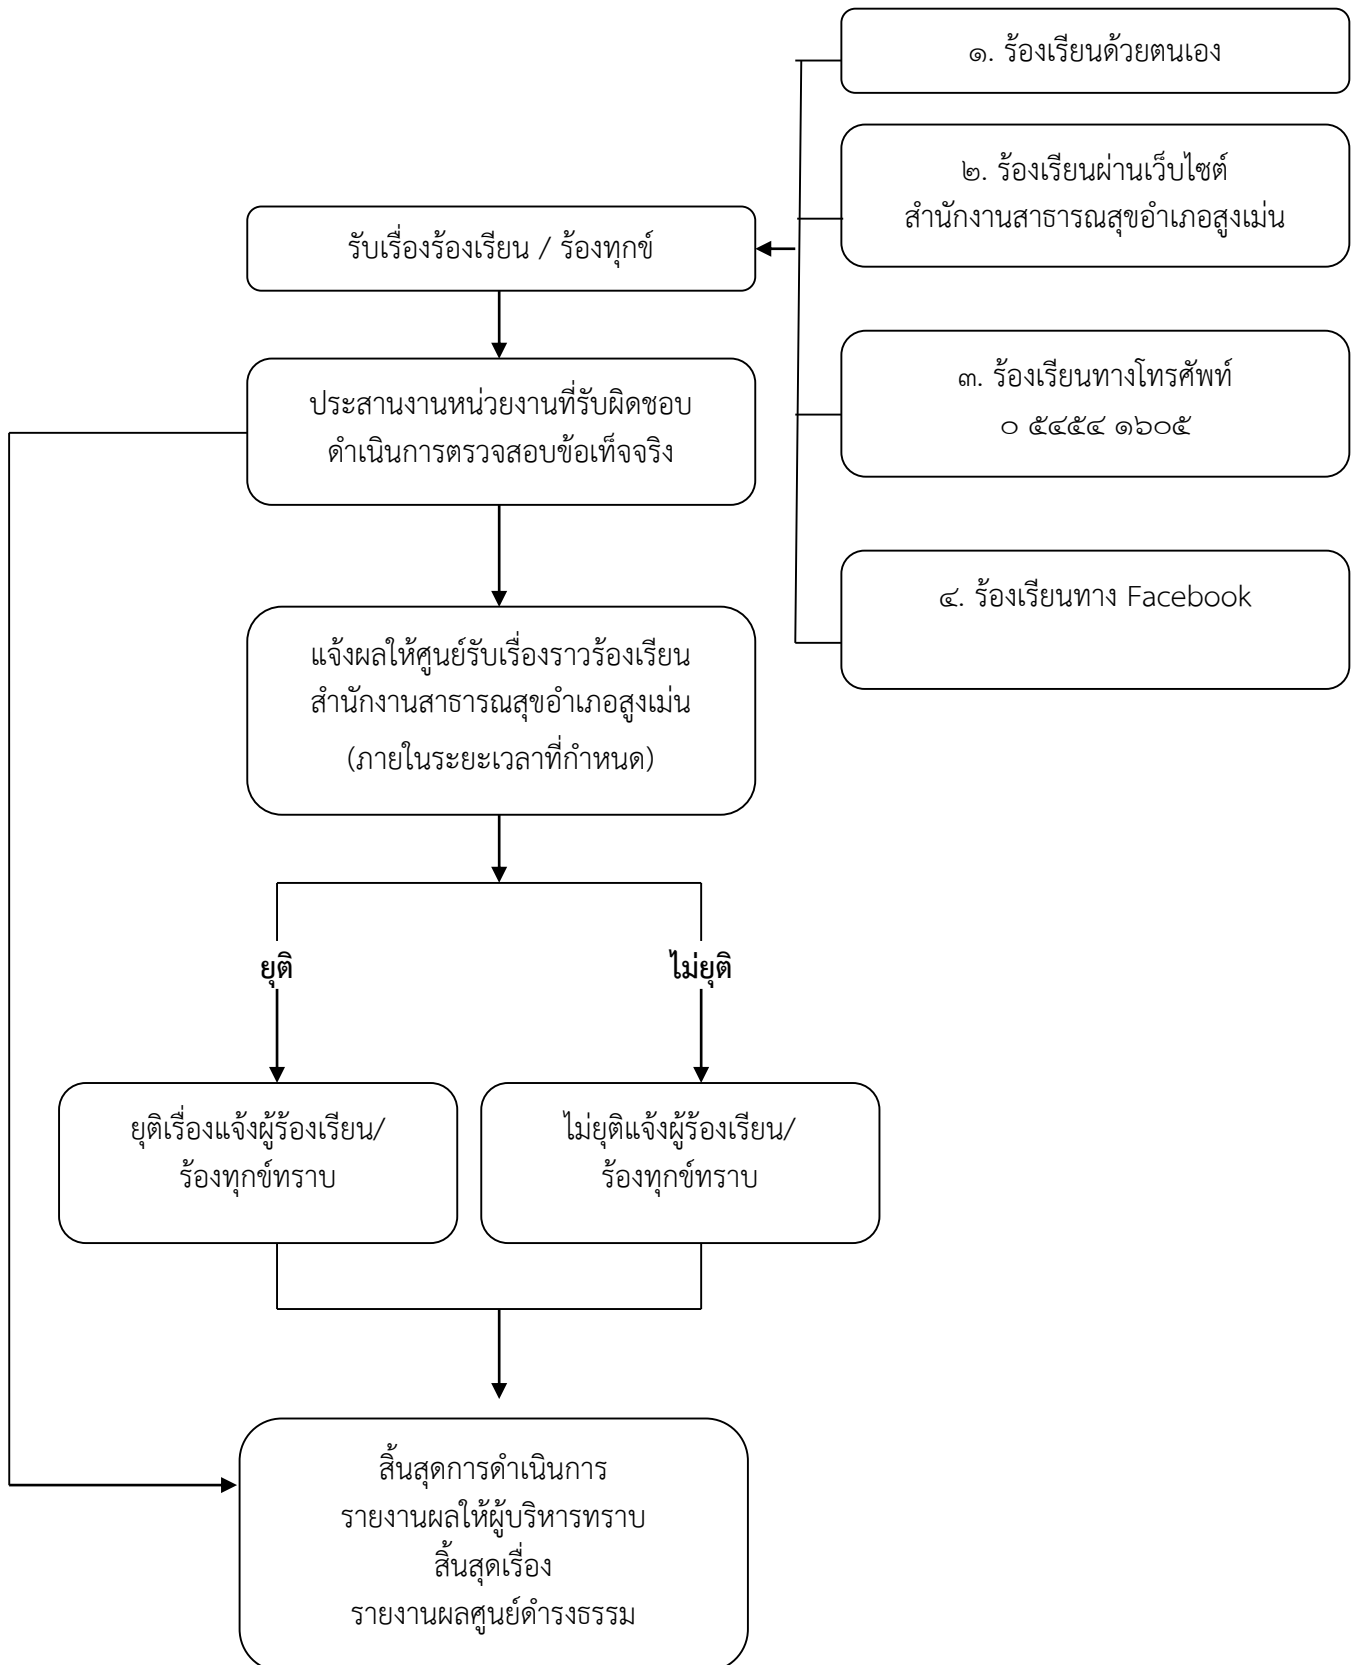 ๑. ร้องเรียนด้วยตนเอง
๒. ร้องเรียนผ่านเว็บไซต์
สำนักงานสาธารณสุขอำเภอสูงเม่น
รับเรื่องร้องเรียน / ร้องทุกข์
๓. ร้องเรียนทางโทรศัพท์
๐ ๕๔๕๔ ๑๖๐๕
ประสานงานหน่วยงานที่รับผิดชอบ
ดำเนินการตรวจสอบข้อเท็จจริง
๔. ร้องเรียนทาง Facebook
แจ้งผลให้ศูนย์รับเรื่องราวร้องเรียน
สำนักงานสาธารณสุขอำเภอสูงเม่น
(ภายในระยะเวลาที่กำหนด)
ยุติ
ไม่ยุติ
ยุติเรื่องแจ้งผู้ร้องเรียน/
ร้องทุกข์ทราบ
ไม่ยุติแจ้งผู้ร้องเรียน/
ร้องทุกข์ทราบ
สิ้นสุดการดำเนินการ
รายงานผลให้ผู้บริหารทราบ
สิ้นสุดเรื่อง
รายงานผลศูนย์ดำรงธรรม